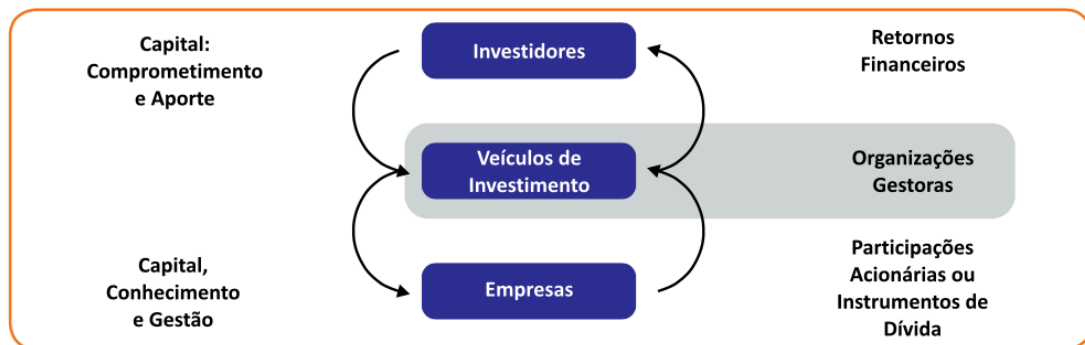 Capital:
Comprometimento
e Aporte
Investidores
Retornos
Financeiros
Veículos de
Investimento
Organizações
Gestoras
Capital,
Conhecimento
e Gestão
Empresas
Participações
Acionárias ou
Instrumentos de
Dívida